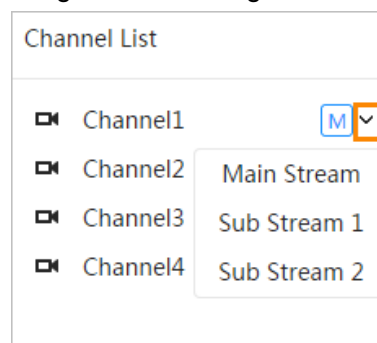 Channel List
Channel1 M
Channel2
Main Stream
Channel3
Sub Stream 1
Channel4
Sub Stream 2